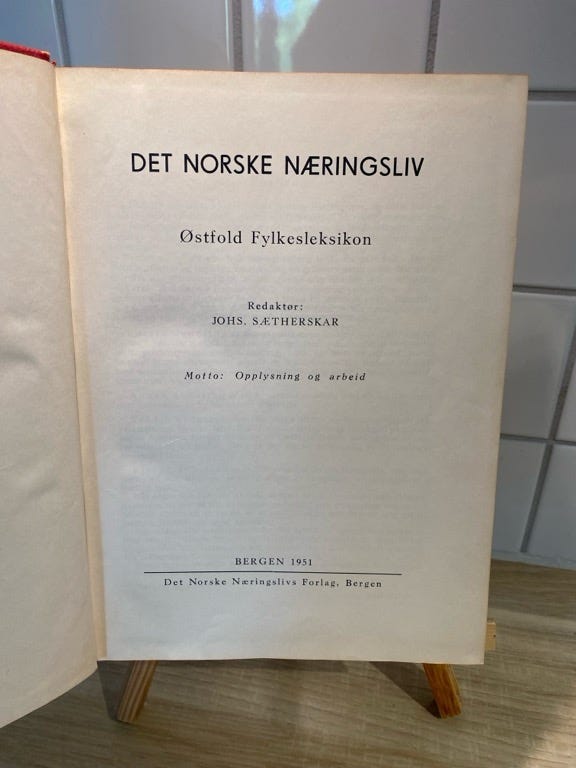 DET NORSKE NÆRINGSLIV
Østfold Fylkesleksikon
Redaktør:
JOHS. SÆTHERSKAR
Motto: Opplysning og arbeid
BERGEN 1951
Det Norske Næringslivs Forlag, Bergen